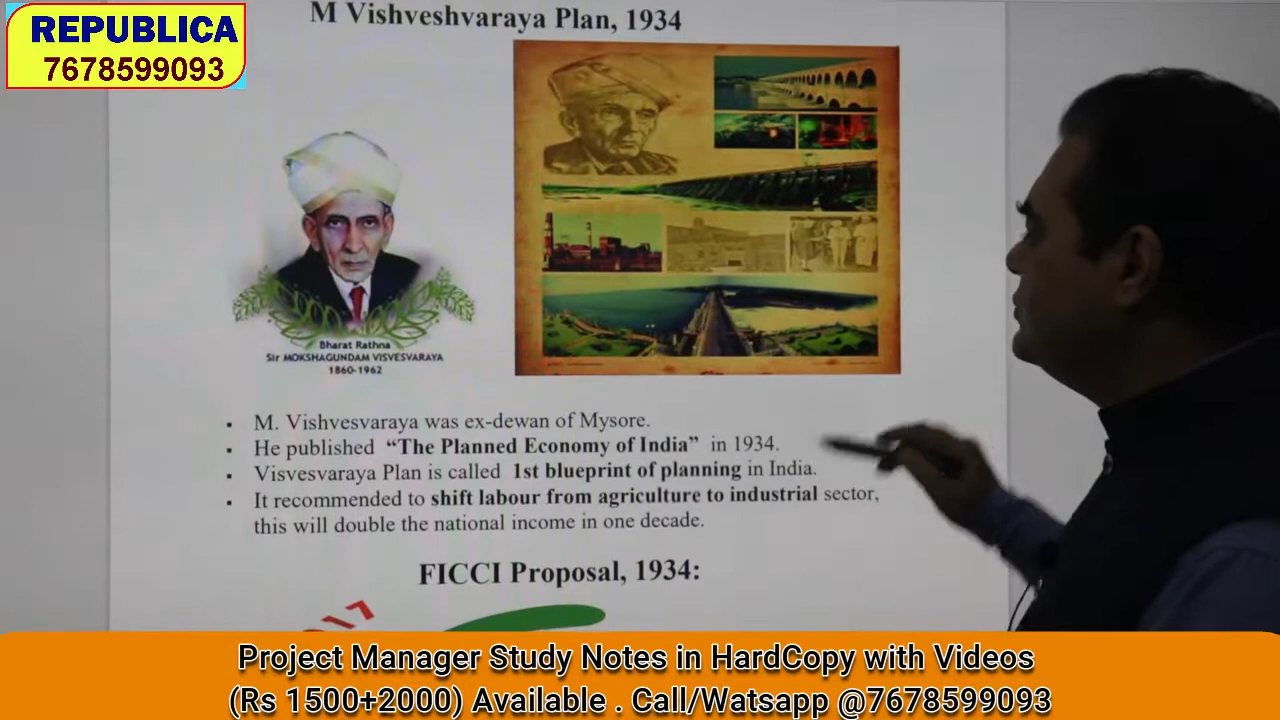 REPUBLICA
7678599093
M Vishveshvaraya Plan, 1934
Bharat Rathna
Sir MOKSHAGUNDAM VISVESVARAYA
1860-1962
▪ M. Vishvesvaraya was ex-dewan of Mysore.
▪ He published “The Planned Economy of India” in 1934.
▪ Visvesvaraya Plan is called 1st blueprint of planning in India.
▪ It recommended to shift labour from agriculture to industrial sector,
this will double the national income in one decade.
FICCI Proposal, 1934:
Project Manager Study Notes in HardCopy with Videos
(Rs 1500+2000) Available . Call/Watsapp @7678599093